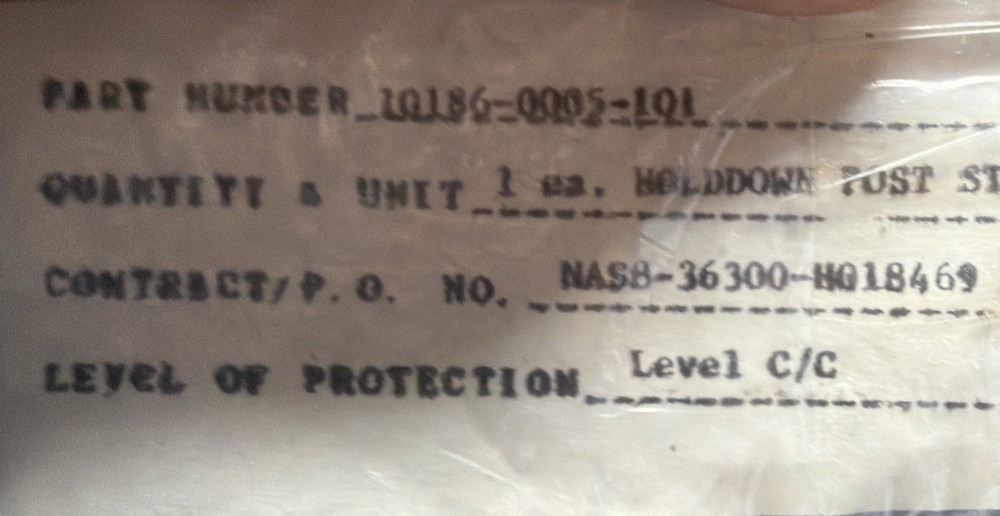 PART NUMBER 10186-0005-101
QUANTITY & UNIT 1 ea. HOLDDOWN POST ST
CONTRACT/P.O. NO. NAS8-36300-H018469
LEVEL OF PROTECTION Level C/C